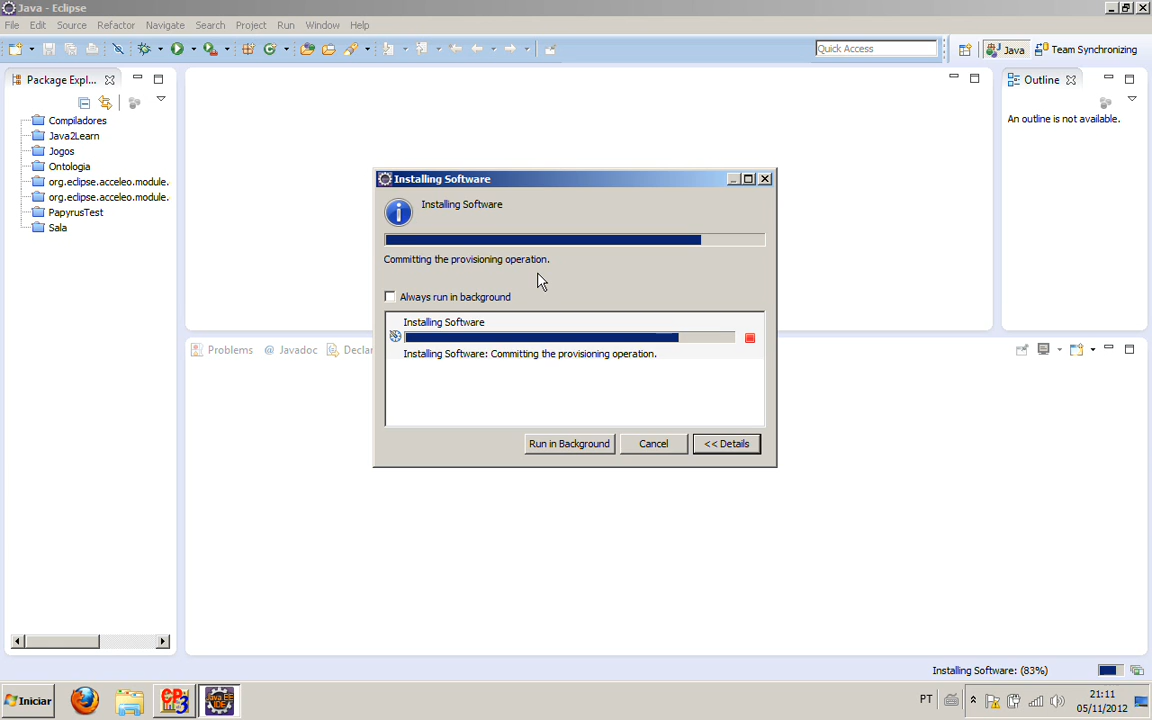 Java - Eclipse
File Edit Source Refactor Navigate Search Project Run Window Help
Quick Access
Java
Team Synchronizing
Package Expl...
Compiladores
Java2Learn
Jogos
Ontologia
org.eclipse.acceleo.module.
org.eclipse.acceleo.module.
PapyrusTest
Sala
Outline
An outline is not available.
Installing Software
Installing Software
Committing the provisioning operation.
Always run in background
Installing Software
Installing Software: Committing the provisioning operation.
Run in Background Cancel << Details
Problems @ Javadoc Declar
Installing Software: (83%)
Iniciar
Java EE
IDE
PT
21:11
05/11/2012